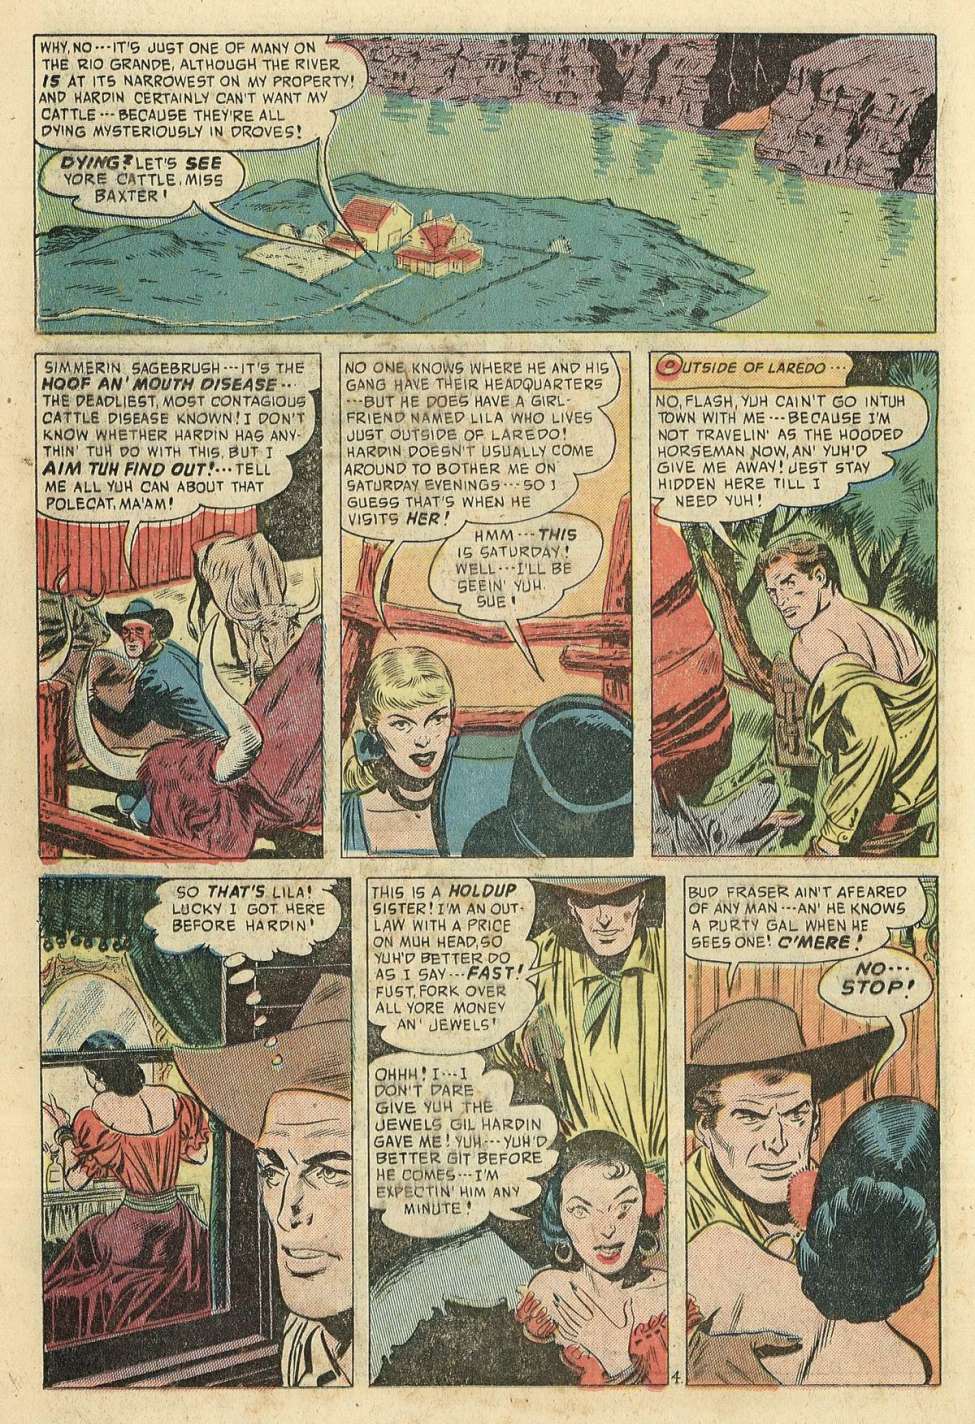 WHY, NO---IT'S JUST ONE OF MANY ON
THE RIO GRANDE, ALTHOUGH THE RIVER
IS AT ITS NARROWEST ON MY PROPERTY!
AND HARDIN CERTAINLY CAN'T WANT MY
CATTLE---BECAUSE THEY'RE ALL
DYING MYSTERIOUSLY IN DROVES!
DYING? LET'S SEE
YORE CATTLE, MISS
BAXTER!
SIMMERIN SAGEBRUSH---IT'S THE
HOOF AN' MOUTH DISEASE--
THE DEADLIEST, MOST CONTAGIOUS
CATTLE DISEASE KNOWN! I DON'T
KNOW WHETHER HARDIN HAS ANY-
THIN' TUH DO WITH THIS, BUT I
AIM TUH FIND OUT!---TELL
ME ALL YUH CAN ABOUT THAT
POLECAT, MA'AM!
NO ONE KNOWS WHERE HE AND HIS
GANG HAVE THEIR HEADQUARTERS
---BUT HE DOES HAVE A GIRL-
FRIEND NAMED LILA WHO LIVES
JUST OUTSIDE OF LAREDO!
HARDIN DOESN'T USUALLY COME
AROUND TO BOTHER ME ON
SATURDAY EVENINGS---SO I
GUESS THAT'S WHEN HE
VISITS HER!
HMM---THIS
IS SATURDAY!
WELL---I'LL BE
SEEIN' YUH,
SUE!
OUTSIDE OF LAREDO---
NO, FLASH, YUH CAIN'T GO INTUH
TOWN WITH ME---BECAUSE I'M
NOT TRAVELIN' AS THE HOODED
HORSEMAN NOW, AN' YUH'D
GIVE ME AWAY! JEST STAY
HIDDEN HERE TILL I
NEED YUH!
SO THAT'S LILA!
LUCKY I GOT HERE
BEFORE HARDIN!
THIS IS A HOLDUP
SISTER! I'M AN OUT-
LAW WITH A PRICE
ON MUH HEAD, SO
YUH'D BETTER DO
AS I SAY---FAST!
FUST, FORK OVER
ALL YORE MONEY
AN' JEWELS!
OHHH! I---I
DON'T DARE
GIVE YUH THE
JEWELS GIL HARDIN
GAVE ME! YUH---YUH'D
BETTER GIT BEFORE
HE COMES---I'M
EXPECTIN' HIM ANY
MINUTE!
BUD FRASER AIN'T AFEARED
OF ANY MAN---AN' HE KNOWS
A PURTY GAL WHEN HE
SEES ONE! C'MERE!
NO---
STOP!
4